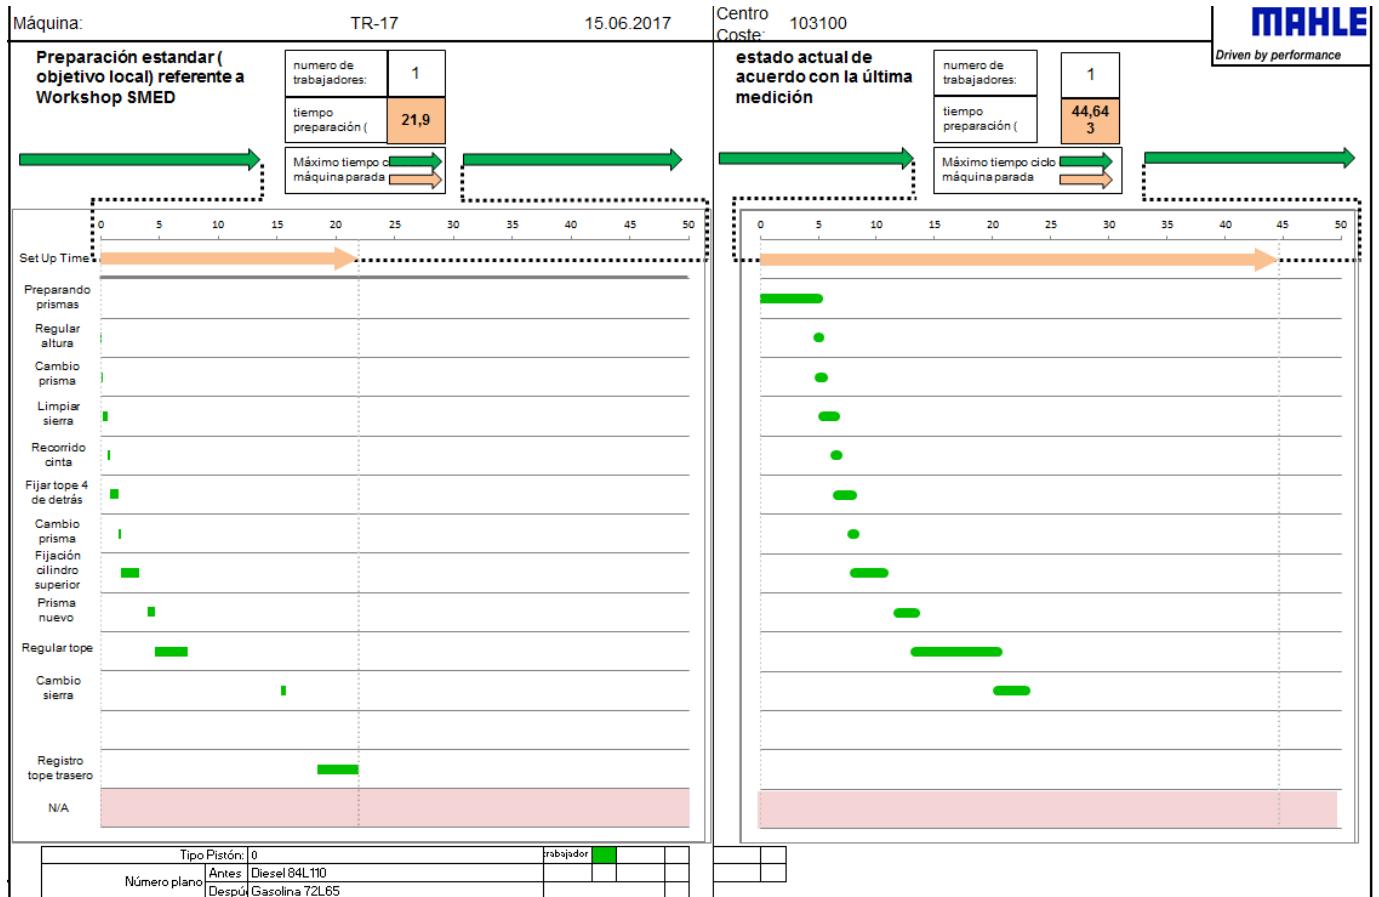 Máquina:
TR-17
15.06.2017
Centro
Coste:
103100
MAHLE
Driven by performance
Preparación estandar (
objetivo local) referente a
Workshop SMED
numero de
trabajadores:
1
tiempo
preparación (
21,9
Máximo tiempo c
máquina parada
estado actual de
acuerdo con la última
medición
numero de
trabajadores:
1
tiempo
preparación (
44,64
3
Máximo tiempo ciclo
máquina parada
0 5 10 15 20 25 30 35 40 45 50
0 5 10 15 20 25 30 35 40 45 50
Set Up Time
Preparando
prismas
Regular
altura
Cambio
prisma
Limpiar
sierra
Recorrido
cinta
Fijar tope 4
de detrás
Cambio
prisma
Fijación
cilindro
superior
Prisma
nuevo
Regular tope
Cambio
sierra
Registro
tope trasero
N/A
Tipo Pistón: 0
trabajador
Número plano
Antes Diesel 84L110
Despú Gasolina 72L65